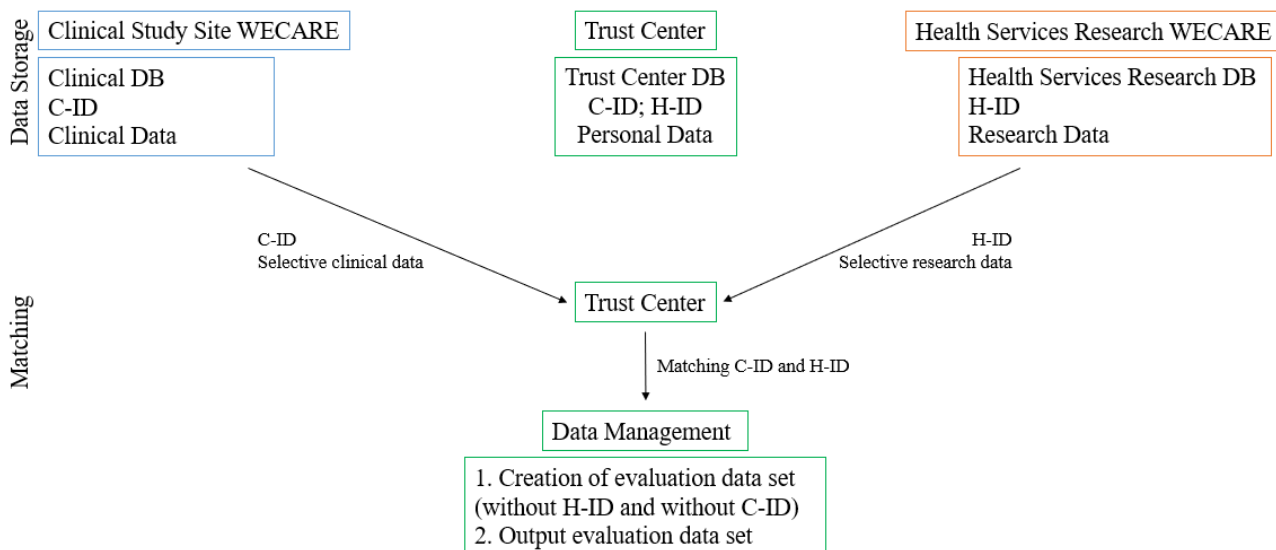 Data Storage
Clinical Study Site WECARE
Clinical DB
C-ID
Clinical Data
Trust Center
Trust Center DB
C-ID; H-ID
Personal Data
Health Services Research WECARE
Health Services Research DB
H-ID
Research Data
C-ID
Selective clinical data
H-ID
Selective research data
Matching
Trust Center
Matching C-ID and H-ID
Data Management
1. Creation of evaluation data set
(without H-ID and without C-ID)
2. Output evaluation data set